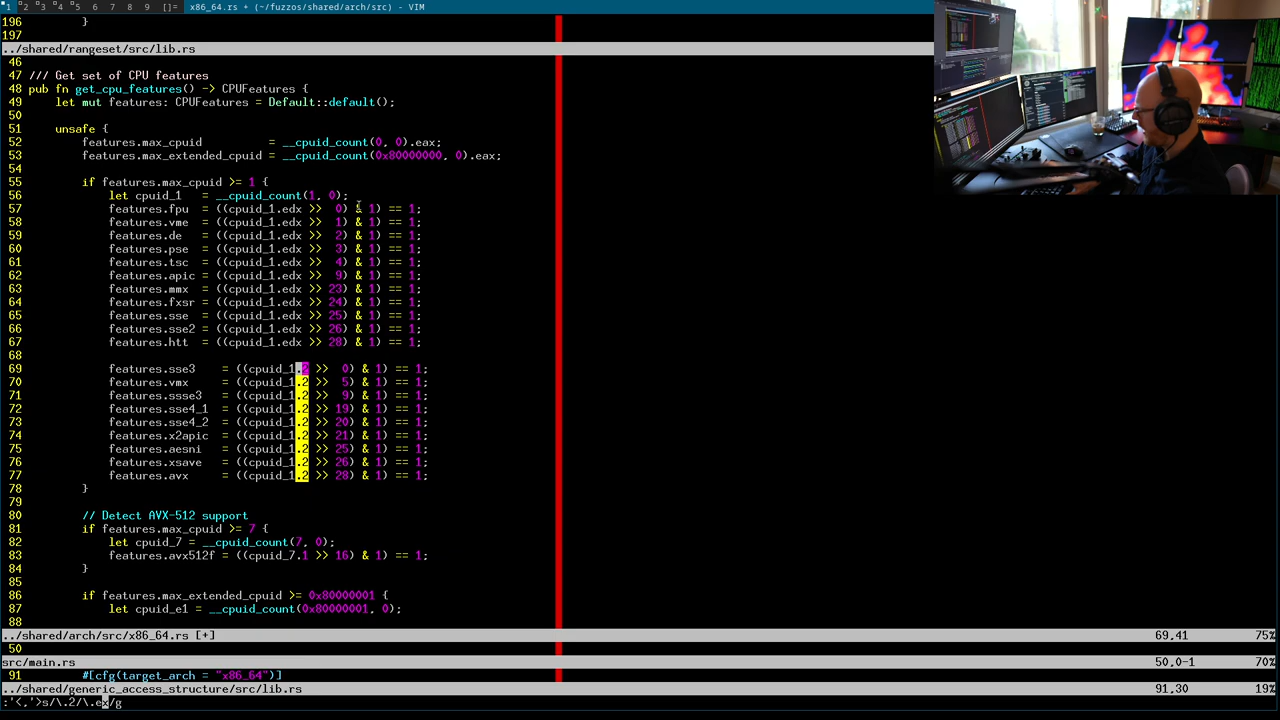 1 2 3 4 5 6 7 8 9 []= x86_64.rs + (~/fuzzos/shared/arch/src) - VIM
196         }
197
../shared/rangeset/src/lib.rs
46
47 /// Get set of CPU features
48 pub fn get_cpu_features() -> CPUFeatures {
49     let mut features: CPUFeatures = Default::default();
50
51     unsafe {
52         features.max_cpuid          = __cpuid_count(0, 0).eax;
53         features.max_extended_cpuid = __cpuid_count(0x80000000, 0).eax;
54
55         if features.max_cpuid >= 1 {
56             let cpuid_1   = __cpuid_count(1, 0);
57             features.fpu  = ((cpuid_1.edx >>  0) & 1) == 1;
58             features.vme  = ((cpuid_1.edx >>  1) & 1) == 1;
59             features.de   = ((cpuid_1.edx >>  2) & 1) == 1;
60             features.pse  = ((cpuid_1.edx >>  3) & 1) == 1;
61             features.tsc  = ((cpuid_1.edx >>  4) & 1) == 1;
62             features.apic = ((cpuid_1.edx >>  9) & 1) == 1;
63             features.mmx  = ((cpuid_1.edx >> 23) & 1) == 1;
64             features.fxsr = ((cpuid_1.edx >> 24) & 1) == 1;
65             features.sse  = ((cpuid_1.edx >> 25) & 1) == 1;
66             features.sse2 = ((cpuid_1.edx >> 26) & 1) == 1;
67             features.htt  = ((cpuid_1.edx >> 28) & 1) == 1;
68
69             features.sse3    = ((cpuid_1.2 >>  0) & 1) == 1;
70             features.vmx     = ((cpuid_1.2 >>  5) & 1) == 1;
71             features.ssse3   = ((cpuid_1.2 >>  9) & 1) == 1;
72             features.sse4_1  = ((cpuid_1.2 >> 19) & 1) == 1;
73             features.sse4_2  = ((cpuid_1.2 >> 20) & 1) == 1;
74             features.x2apic  = ((cpuid_1.2 >> 21) & 1) == 1;
75             features.aesni   = ((cpuid_1.2 >> 25) & 1) == 1;
76             features.xsave   = ((cpuid_1.2 >> 26) & 1) == 1;
77             features.avx     = ((cpuid_1.2 >> 28) & 1) == 1;
78         }
79
80         // Detect AVX-512 support
81         if features.max_cpuid >= 7 {
82             let cpuid_7 = __cpuid_count(7, 0);
83             features.avx512f = ((cpuid_7.1 >> 16) & 1) == 1;
84         }
85
86         if features.max_extended_cpuid >= 0x80000001 {
87             let cpuid_e1 = __cpuid_count(0x80000001, 0);
88
../shared/arch/src/x86_64.rs [+] 69,41 75%
50
src/main.rs 50,0-1 70%
91         #[cfg(target_arch = "x86_64")]
../shared/generic_access_structure/src/lib.rs 91,30 19%
:'<,'>s/\.2/\.ex/g